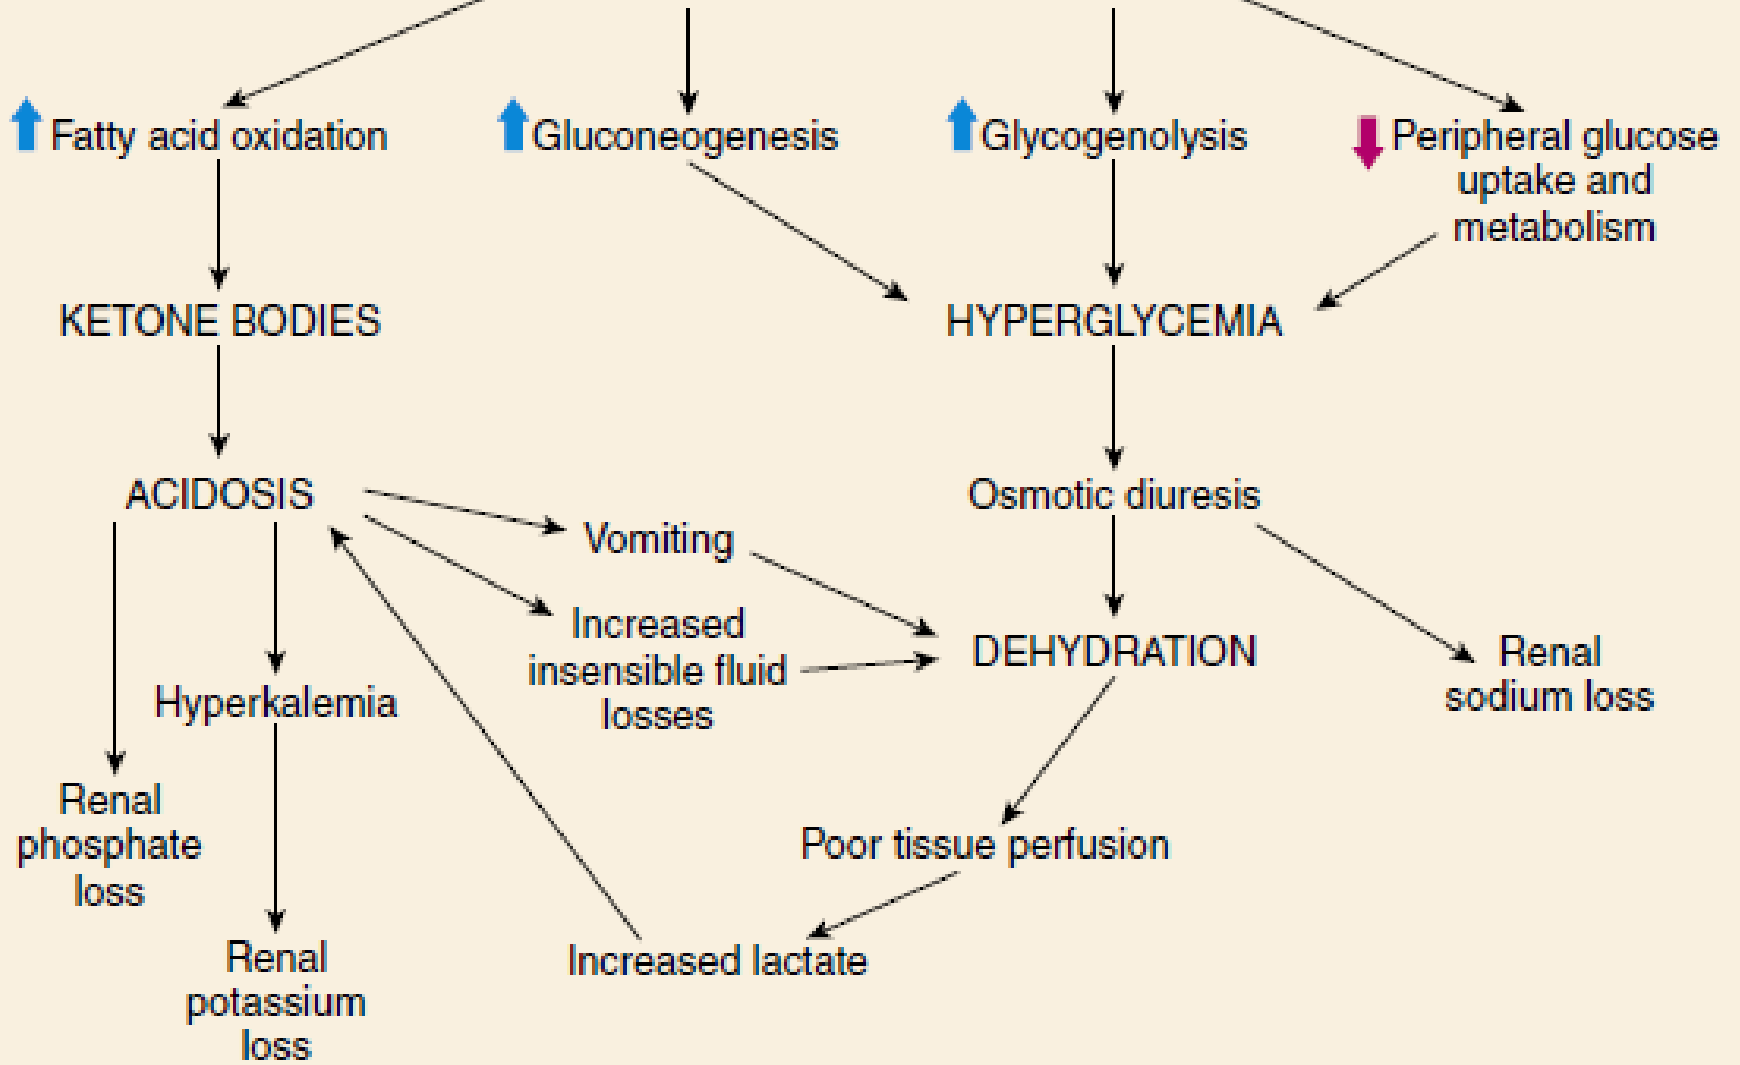 Fatty acid oxidation
Gluconeogenesis
Glycogenolysis
Peripheral glucose
uptake and
metabolism
KETONE BODIES
HYPERGLYCEMIA
ACIDOSIS
Osmotic diuresis
Vomiting
Increased
insensible fluid
losses
DEHYDRATION
Renal
sodium loss
Hyperkalemia
Renal
phosphate
loss
Poor tissue perfusion
Renal
potassium
loss
Increased lactate